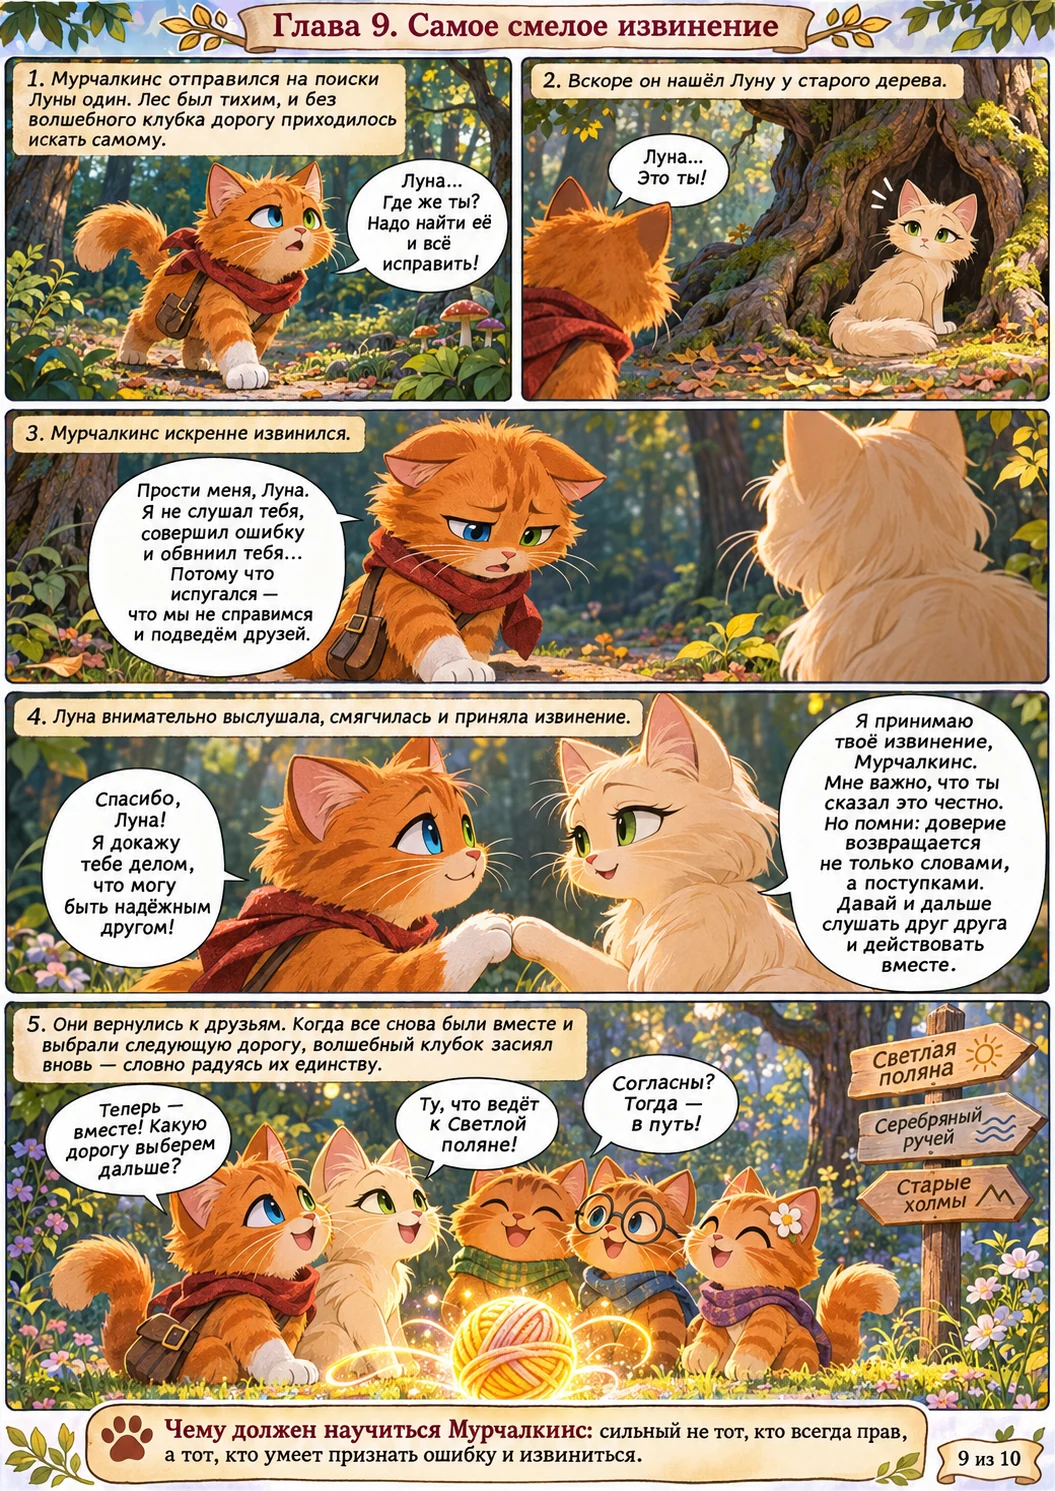 Глава 9. Самое смелое извинение
1. Мурчалкинс отправился на поиски
Луны один. Лес был тихим, и без
волшебного клубка дорогу приходилось
искать самому.
Луна...
Где же ты?
Надо найти её
и всё
исправить!
2. Вскоре он нашёл Луну у старого дерева.
Луна...
Это ты!
3. Мурчалкинс искренне извинился.
Прости меня, Луна.
Я не слушал тебя,
совершил ошибку
и обвниил тебя...
Потому что
испугался —
что мы не справимся
и подведём друзей.
4. Луна внимательно выслушала, смягчилась и приняла извинение.
Спасибо,
Луна!
Я докажу
тебе делом,
что могу
быть надёжным
другом!
Я принимаю
твоё извинение,
Мурчалкинс.
Мне важно, что ты
сказал это честно.
Но помни: доверие
возвращается
не только словами,
а поступками.
Давай и дальше
слушать друг друга
и действовать
вместе.
5. Они вернулись к друзьям. Когда все снова были вместе и
выбрали следующую дорогу, волшебный клубок засиял
вновь — словно радуясь их единству.
Теперь —
вместе! Какую
дорогу выберем
дальше?
Ту, что ведёт
к Светлой
поляне!
Согласны?
Тогда —
в путь!
Светлая
поляна
Серебряный
ручей
Старые
холмы
Чему должен научиться Мурчалкинс: сильный не тот, кто всегда прав,
а тот, кто умеет признать ошибку и извиниться.
9 из 10